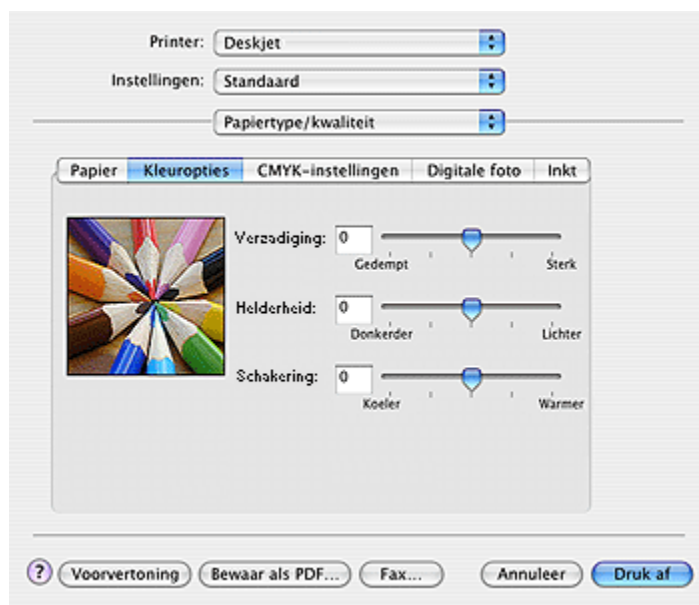 Printer: Deskjet
Instellingen: Standaard
Papiertype/kwaliteit
Papier Kleuropties CMYK-instellingen Digitale foto Inkt
Verzadiging: 0
Gedempt Sterk
Helderheid: 0
Donkerder Lichter
Schakering: 0
Koeler Warmer
? Voorvertoning Bewaar als PDF... Fax... Annuleer Druk af